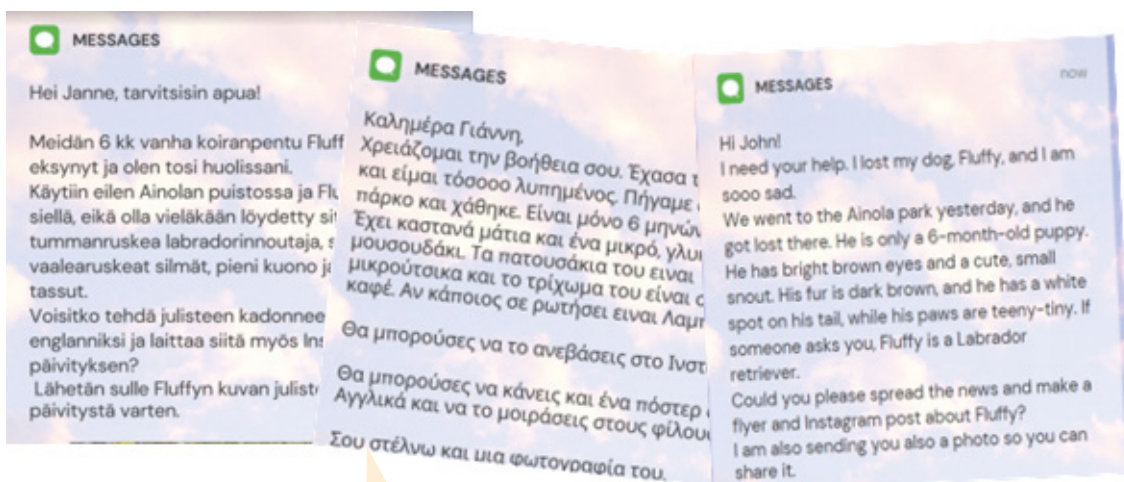 MESSAGES
Hei Janne, tarvitsisin apua!
Meidän 6 kk vanha koiranpentu Fluff
eksynyt ja olen tosi huolissani.
Käytiin eilen Ainolan puistossa ja Flu
siellä, eikä olla vieläkään löydetty
tummanruskea labradorinnoutaja,
vaalearuskeat silmät, pieni kuono
tassut.
Voisitko tehdä julisteen kadonnee
englanniksi ja laittaa siitä myös Ins
päivityksen?
Lähetän sulle Fluffyn kuvan juliste
päivitystä varten.
MESSAGES
Καλημέρα Γιάννη,
Χρειάζομαι την βοήθεια σου. Έχασα τ
και είμαι τόσοοο λυπημένος. Πήγαμε
πάρκο και χάθηκε. Είναι μόνο 6 μηνών
Έχει καστανά μάτια και ένα μικρό, γλυκ
μουσουδάκι. Τα πατουσάκια του ειναι
μικρούτσικα και το τρίχωμα του είναι
καφέ. Αν κάποιος σε ρωτήσει ειναι Λαμπ
Θα μπορούσες να το ανεβάσεις στο Ινστ
Θα μπορούσες να κάνεις και ένα πόστερ
Αγγλικά και να το μοιράσεις στους φίλου
Σου στέλνω και μια φωτογραφία του.
MESSAGES
now
Hi John!
I need your help. I lost my dog, Fluffy, and I am
sooo sad.
We went to the Ainola park yesterday, and he
got lost there. He is only a 6-month-old puppy.
He has bright brown eyes and a cute, small
snout. His fur is dark brown, and he has a white
spot on his tail, while his paws are teeny-tiny. If
someone asks you, Fluffy is a Labrador
retriever.
Could you please spread the news and make a
flyer and Instagram post about Fluffy?
I am also sending you also a photo so you can
share it.